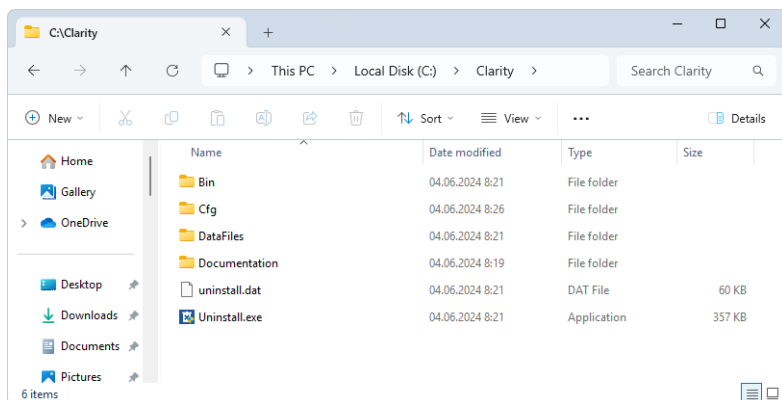 C:\Clarity
This PC > Local Disk (C:) > Clarity >
Search Clarity
New
Sort
View
Details
Name
Date modified
Type
Size
Home
Gallery
OneDrive
Desktop
Downloads
Documents
Pictures
Bin 04.06.2024 8:21 File folder
Cfg 04.06.2024 8:26 File folder
DataFiles 04.06.2024 8:21 File folder
Documentation 04.06.2024 8:19 File folder
uninstall.dat 04.06.2024 8:21 DAT File 60 KB
Uninstall.exe 04.06.2024 8:21 Application 357 KB
6 items